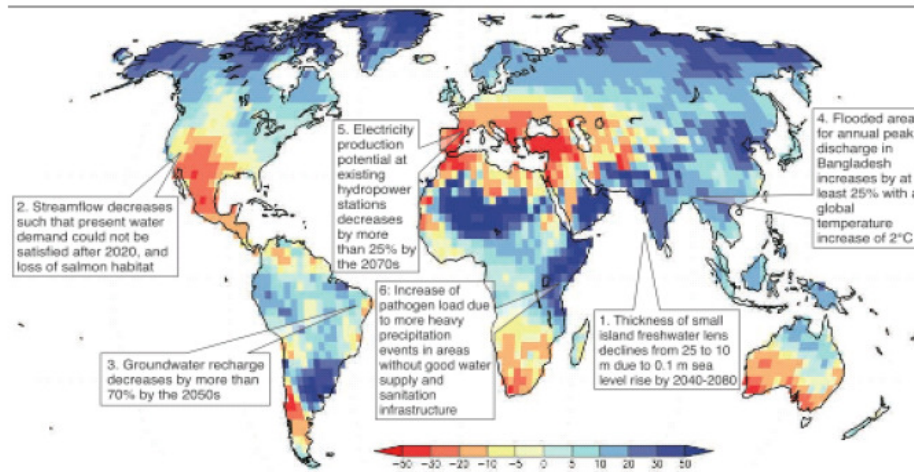 2. Streamflow decreases
such that present water
demand could not be
satisfied after 2020, and
loss of salmon habitat
3. Groundwater recharge
decreases by more than
70% by the 2050s
5. Electricity
production
potential at
existing
hydropower
stations
decreases
by more
than 25% by
the 2070s
6: Increase of
pathogen load due
to more heavy
precipitation
events in areas
without good water
supply and
sanitation
infrastructure
1. Thickness of small
island freshwater lens
declines from 25 to 10
m due to 0.1 m sea
level rise by 2040-2080
4. Flooded area
for annual peak
discharge in
Bangladesh
increases by at
least 25% with a
global
temperature
increase of 2°C
-50 -30 -20 -10 -5 0 5 10 20 30 50